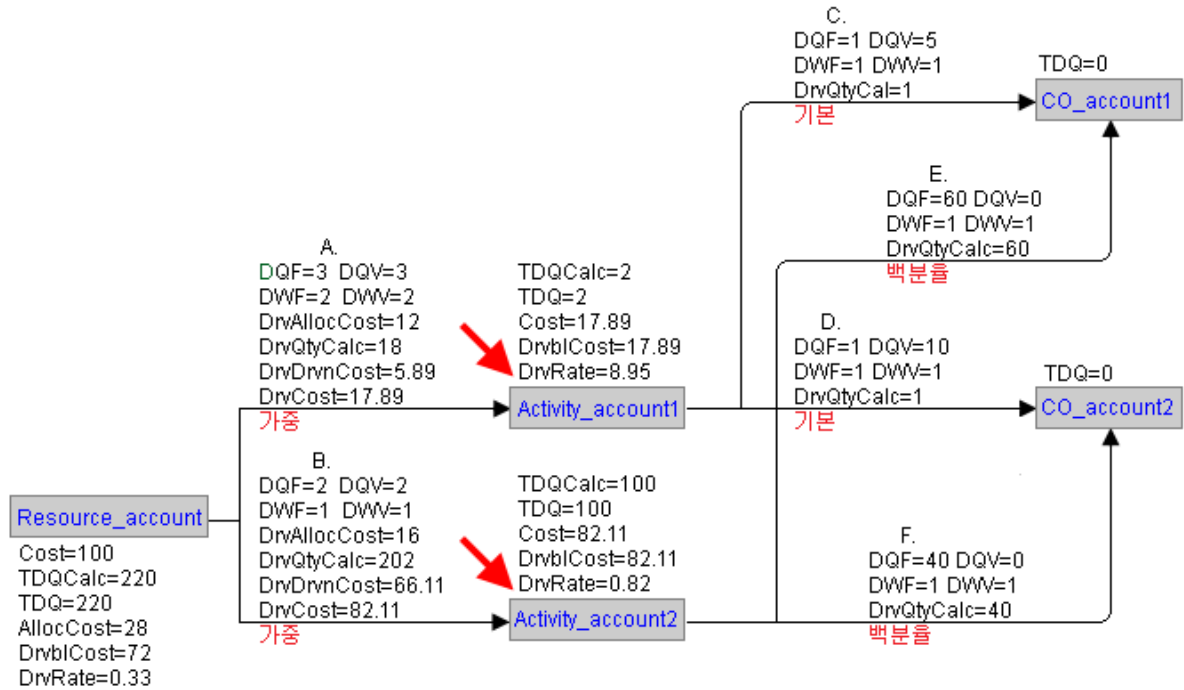 C.
DQF=1 DQV=5
DWF=1 DWV=1
DrvQtyCal=1
기본
TDQ=0
CO_account1
E.
DQF=60 DQV=0
DWF=1 DWV=1
DrvQtyCalc=60
백분율
A.
DQF=3 DQV=3
DWF=2 DWV=2
DrvAllocCost=12
DrvQtyCalc=18
DrvDrvnCost=5.89
DrvCost=17.89
가중
TDQCalc=2
TDQ=2
Cost=17.89
DrvblCost=17.89
DrvRate=8.95
Activity_account1
D.
DQF=1 DQV=10
DWF=1 DWV=1
DrvQtyCalc=1
기본
TDQ=0
CO_account2
B.
DQF=2 DQV=2
DWF=1 DWV=1
DrvAllocCost=16
DrvQtyCalc=202
DrvDrvnCost=66.11
DrvCost=82.11
가중
TDQCalc=100
TDQ=100
Cost=82.11
DrvblCost=82.11
DrvRate=0.82
Activity_account2
F.
DQF=40 DQV=0
DWF=1 DWV=1
DrvQtyCalc=40
백분율
Resource_account
Cost=100
TDQCalc=220
TDQ=220
AllocCost=28
DrvblCost=72
DrvRate=0.33